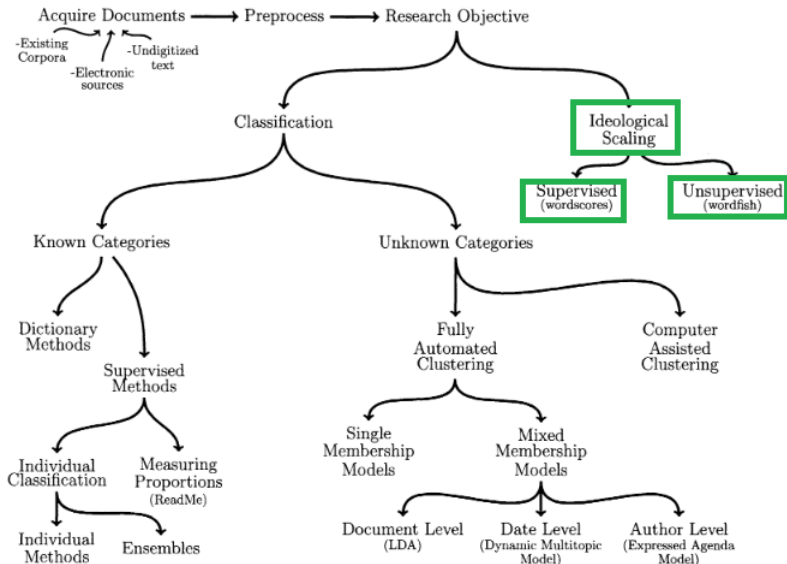 Acquire Documents
Preprocess
Research Objective
-Existing
Corpora
-Electronic
sources
-Undigitized
text
Classification
Ideological
Scaling
Supervised
(wordscores)
Unsupervised
(wordfish)
Known Categories
Unknown Categories
Dictionary
Methods
Supervised
Methods
Fully
Automated
Clustering
Computer
Assisted
Clustering
Individual
Classification
Measuring
Proportions
(ReadMe)
Single
Membership
Models
Mixed
Membership
Models
Individual
Methods
Ensembles
Document Level
(LDA)
Date Level
(Dynamic Multitopic
Model)
Author Level
(Expressed Agenda
Model)